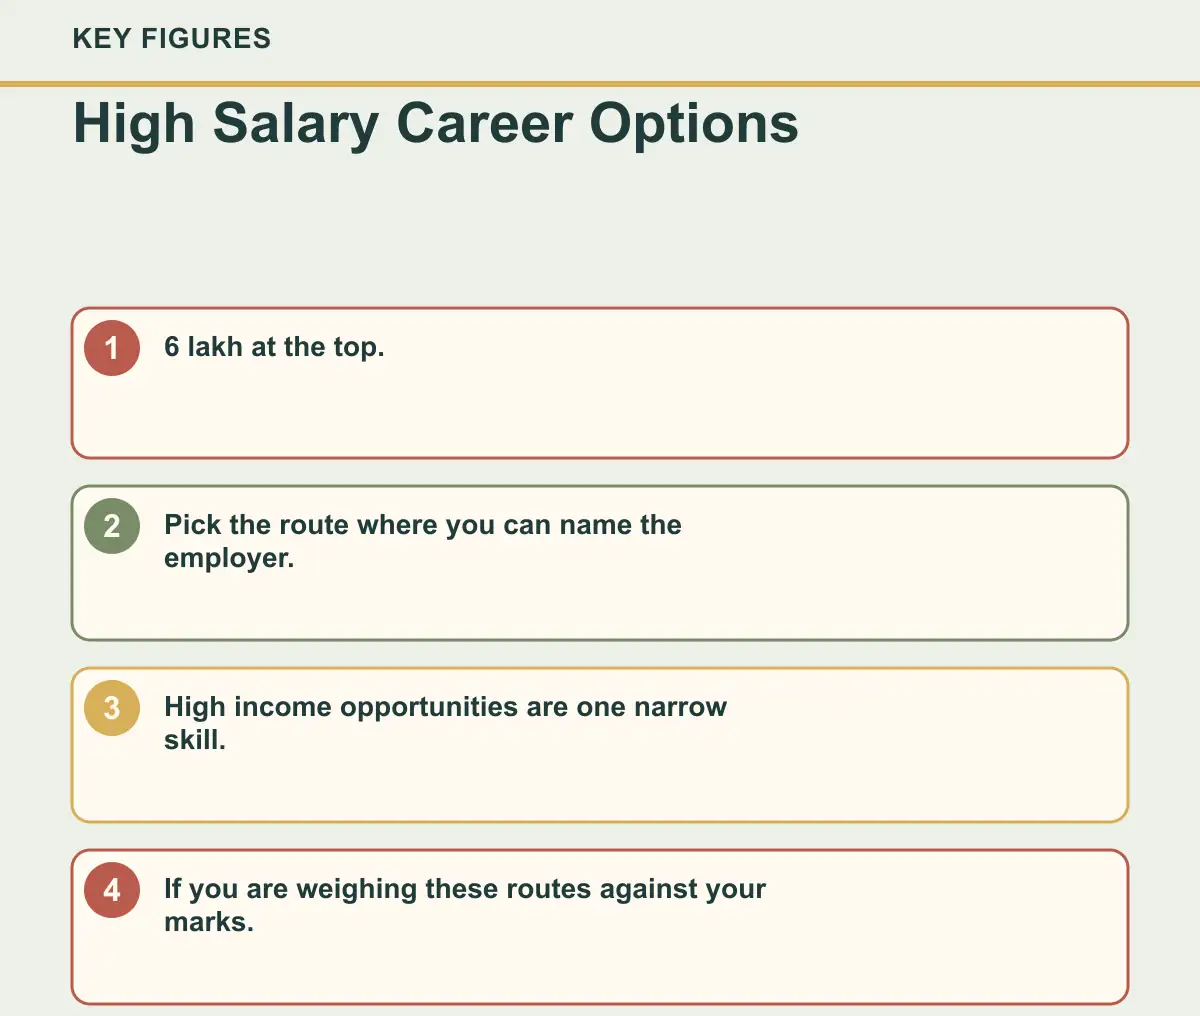 KEY FIGURES
High Salary Career Options
1
6 lakh at the top.
2
Pick the route where you can name the
employer.
3
High income opportunities are one narrow
skill.
4
If you are weighing these routes against your
marks.